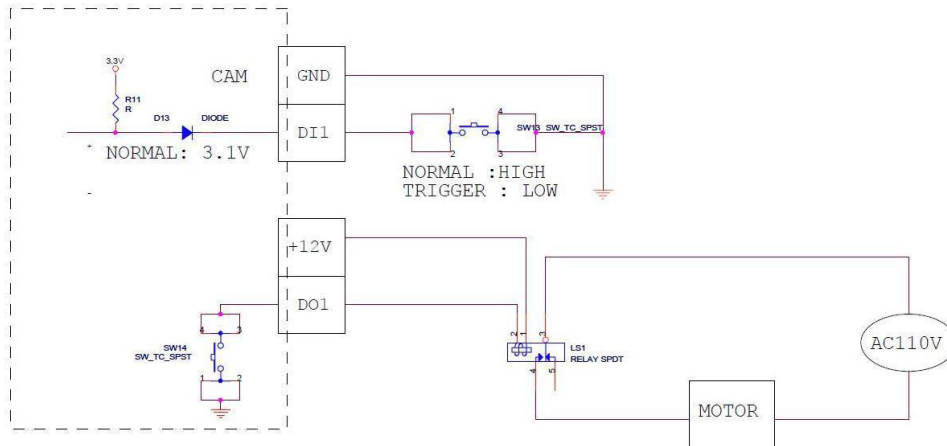 3.3V
R11
R
CAM
GND
D13
DIODE
DI1
1
4
2
3
SW13 SW_TC_SPST
+
NORMAL: 3.1V
-
NORMAL :HIGH
TRIGGER : LOW
+12V
DO1
4
3
SW14
SW_TC_SPST
1
2
2
1
3
LS1
RELAY SPDT
4
5
AC110V
MOTOR